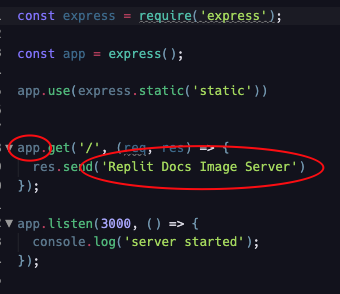 const express = require('express');
const app = express();
app.use(express.static('static'))
app.get('/', (req, res) => {
res.send('Replit Docs Image Server')
});
app.listen(3000, () => {
console.log('server started');
});